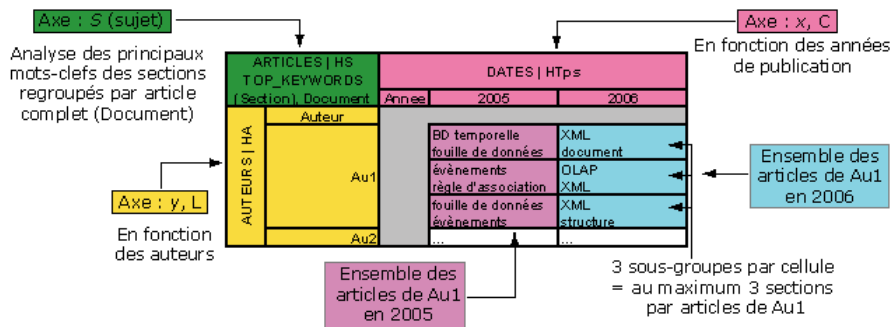 Axe : S (sujet)
Analyse des principaux
mots-clefs des sections
regroupés par article
complet (Document)
Axe : x, C
En fonction des années
de publication
ARTICLES | HS
TOP_KEYWORDS
(Section), Document
DATES | HTps
Annee
2005
2006
AUTEURS | HA
Auteur
Au1
BD temporelle
fouille de données
XML
document
évènements
règle d'association
OLAP
XML
fouille de données
évènements
XML
structure
Au2
...
...
Axe : y, L
En fonction
des auteurs
Ensemble des
articles de Au1
en 2006
Ensemble des
articles de Au1
en 2005
3 sous-groupes par cellule
= au maximum 3 sections
par articles de Au1